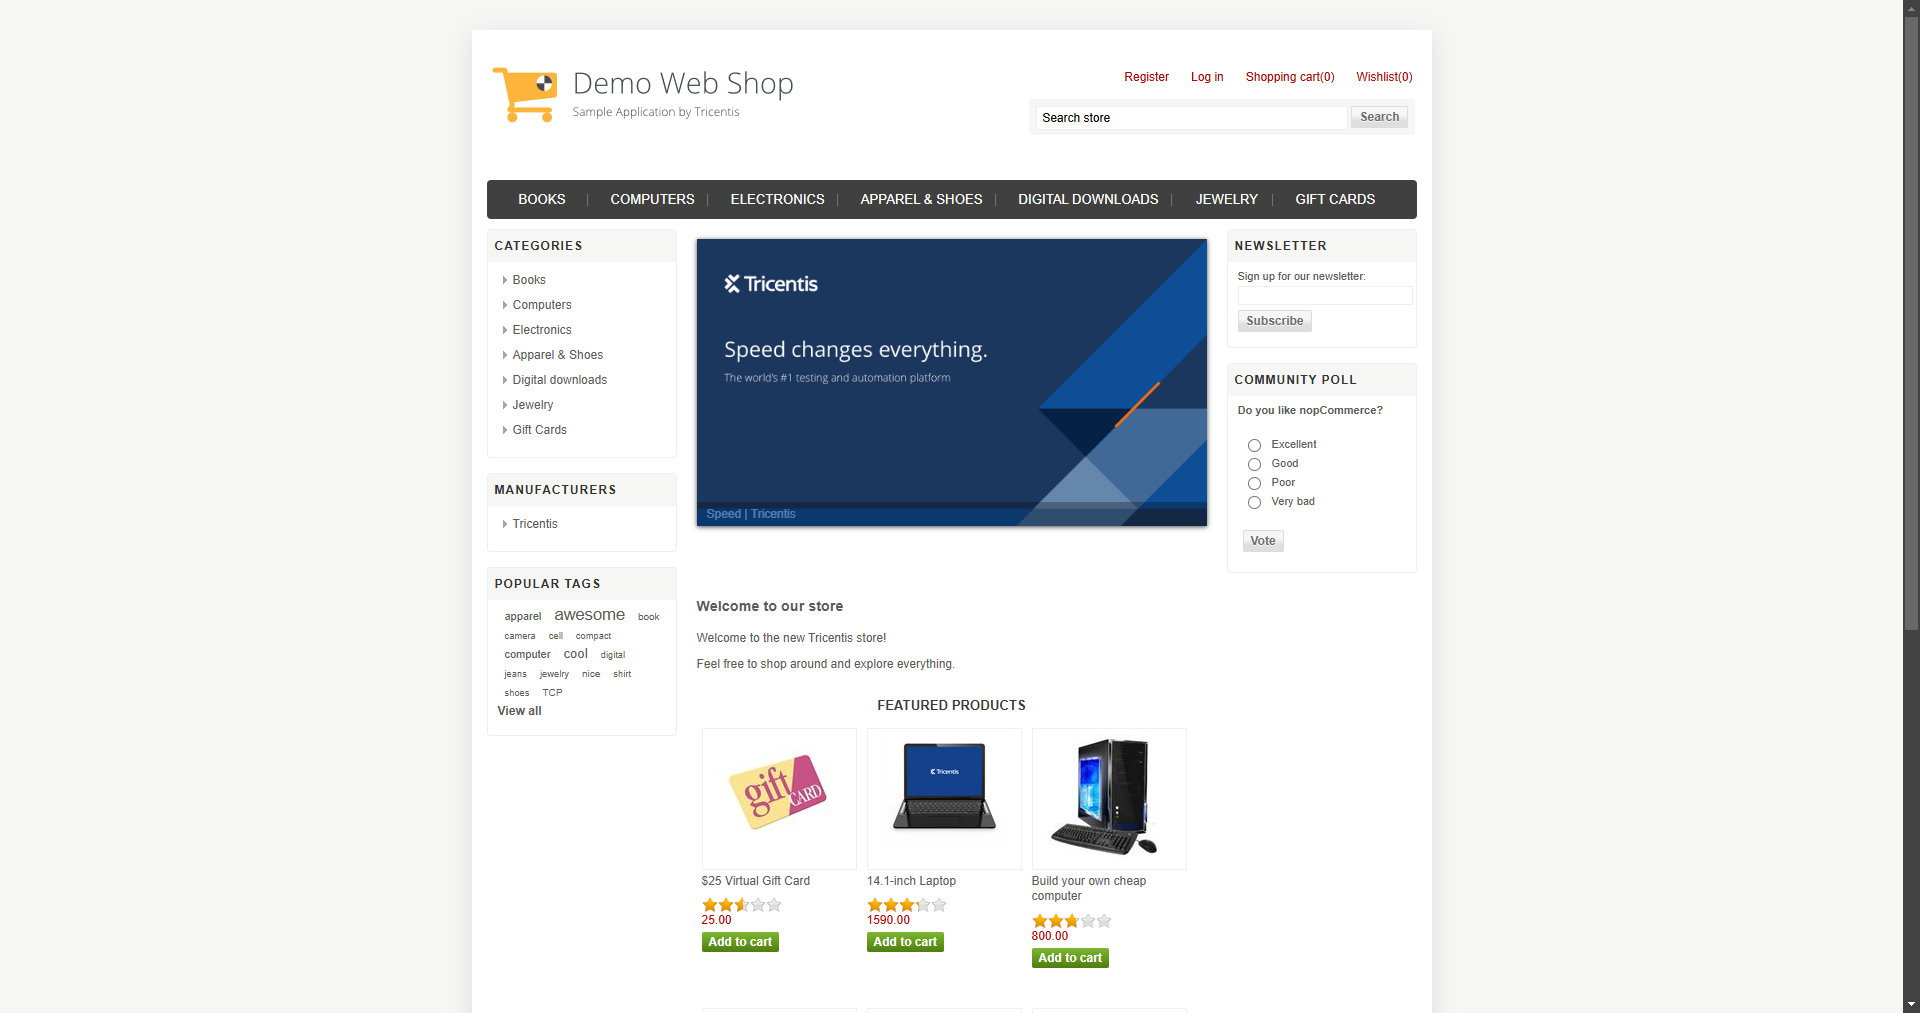 Demo Web Shop
Sample Application by Tricentis
Register Log in Shopping cart(0) Wishlist(0)
Search store Search
BOOKS COMPUTERS ELECTRONICS APPAREL & SHOES DIGITAL DOWNLOADS JEWELRY GIFT CARDS
CATEGORIES
Books
Computers
Electronics
Apparel & Shoes
Digital downloads
Jewelry
Gift Cards
MANUFACTURERS
Tricentis
POPULAR TAGS
apparel awesome book
camera cell compact
computer cool digital
jeans jewelry nice shirt
shoes TCP
View all
Tricentis
Speed changes everything.
The world's #1 testing and automation platform
Speed | Tricentis
Welcome to our store
Welcome to the new Tricentis store!
Feel free to shop around and explore everything.
FEATURED PRODUCTS
gift CARD
Tricentis
$25 Virtual Gift Card
25.00
Add to cart
14.1-inch Laptop
1590.00
Add to cart
Build your own cheap
computer
800.00
Add to cart
NEWSLETTER
Sign up for our newsletter:
Subscribe
COMMUNITY POLL
Do you like nopCommerce?
Excellent
Good
Poor
Very bad
Vote